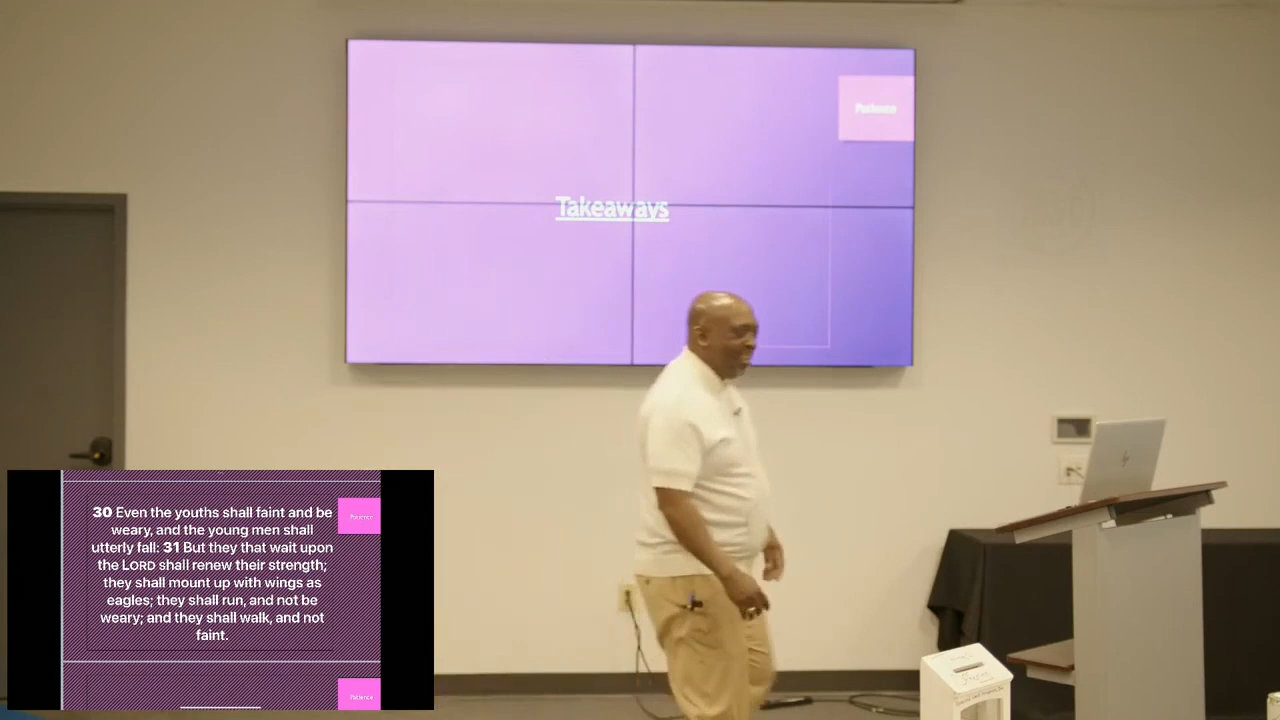 Patience
Takeaways
30 Even the youths shall faint and be
weary, and the young men shall
utterly fall: 31 But they that wait upon
the LORD shall renew their strength;
they shall mount up with wings as
eagles; they shall run, and not be
weary; and they shall walk, and not
faint.
Patience
Patience